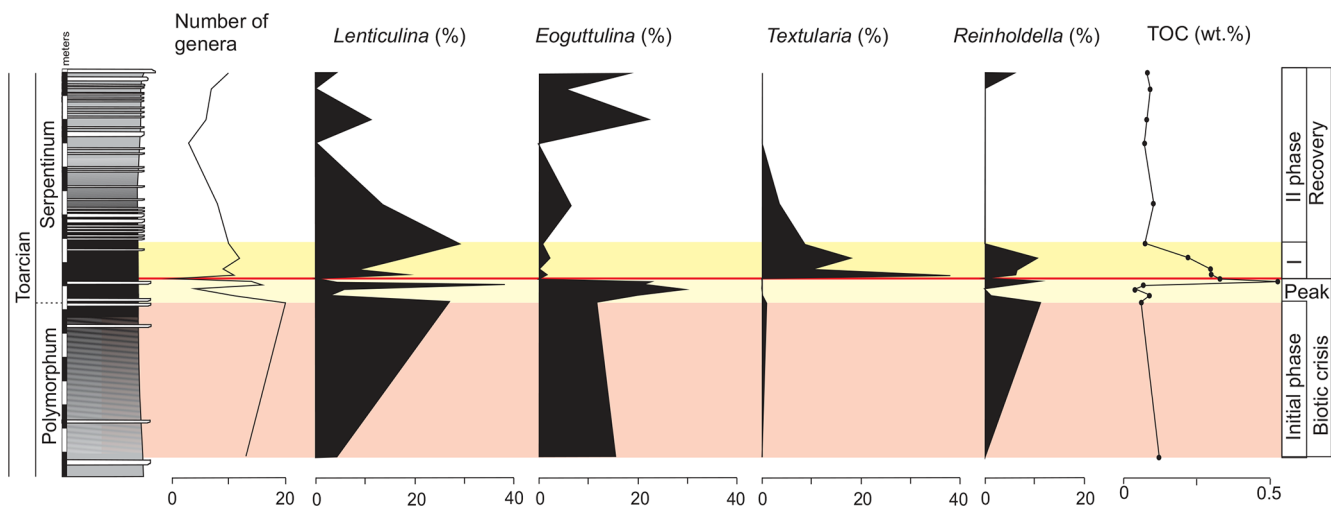 Number of
genera
Lenticulina (%)
Eoguttulina (%)
Textularia (%)
Reinholdella (%)
TOC (wt.%)
meters
Toarcian
Serpentinum
Polymorphum
II phase
Recovery
I
Peak
Initial phase
Biotic crisis
0 20
0 20 40
0 20 40
0 20 40
0 20
0 0.5